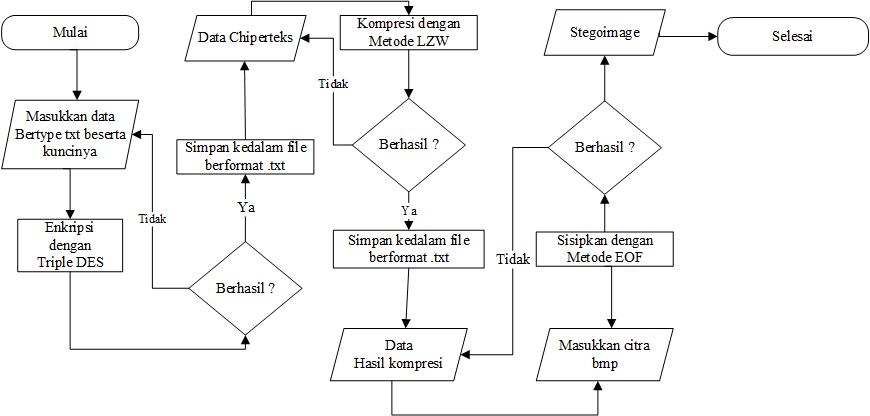 Mulai
Masukkan data
Bertype txt beserta
kuncinya
Enkripsi
dengan
Triple DES
Tidak
Berhasil ?
Ya
Simpan kedalam file
berformat .txt
Data Chiperteks
Kompresi dengan
Metode LZW
Tidak
Berhasil ?
Ya
Simpan kedalam file
berformat .txt
Data
Hasil kompresi
Masukkan citra
bmp
Sisipkan dengan
Metode EOF
Berhasil ?
Tidak
Stegoimage
Selesai